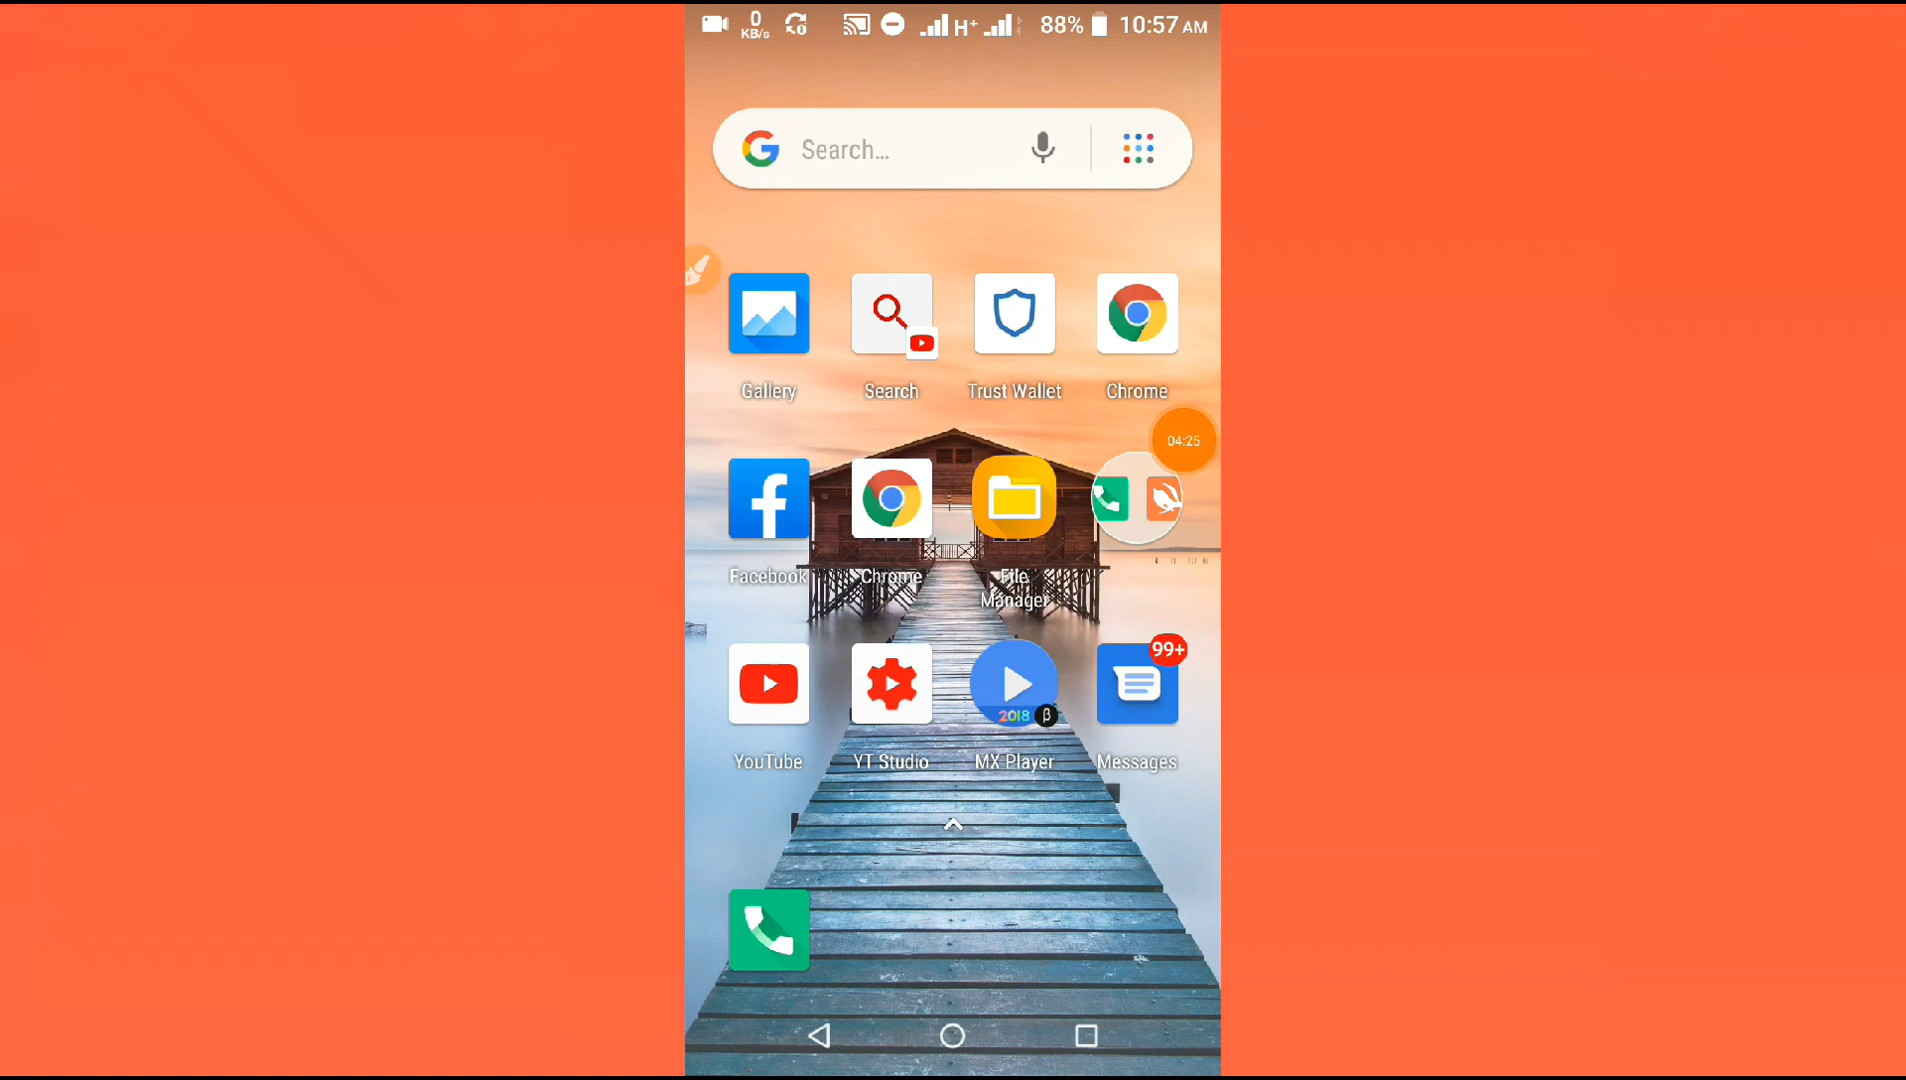 0 KB/s H+ 88% 10:57 AM
G Search...
Gallery Search Trust Wallet Chrome
04:25
Facebook Chrome File Manager
99+
2018 β
YouTube YT Studio MX Player Messages